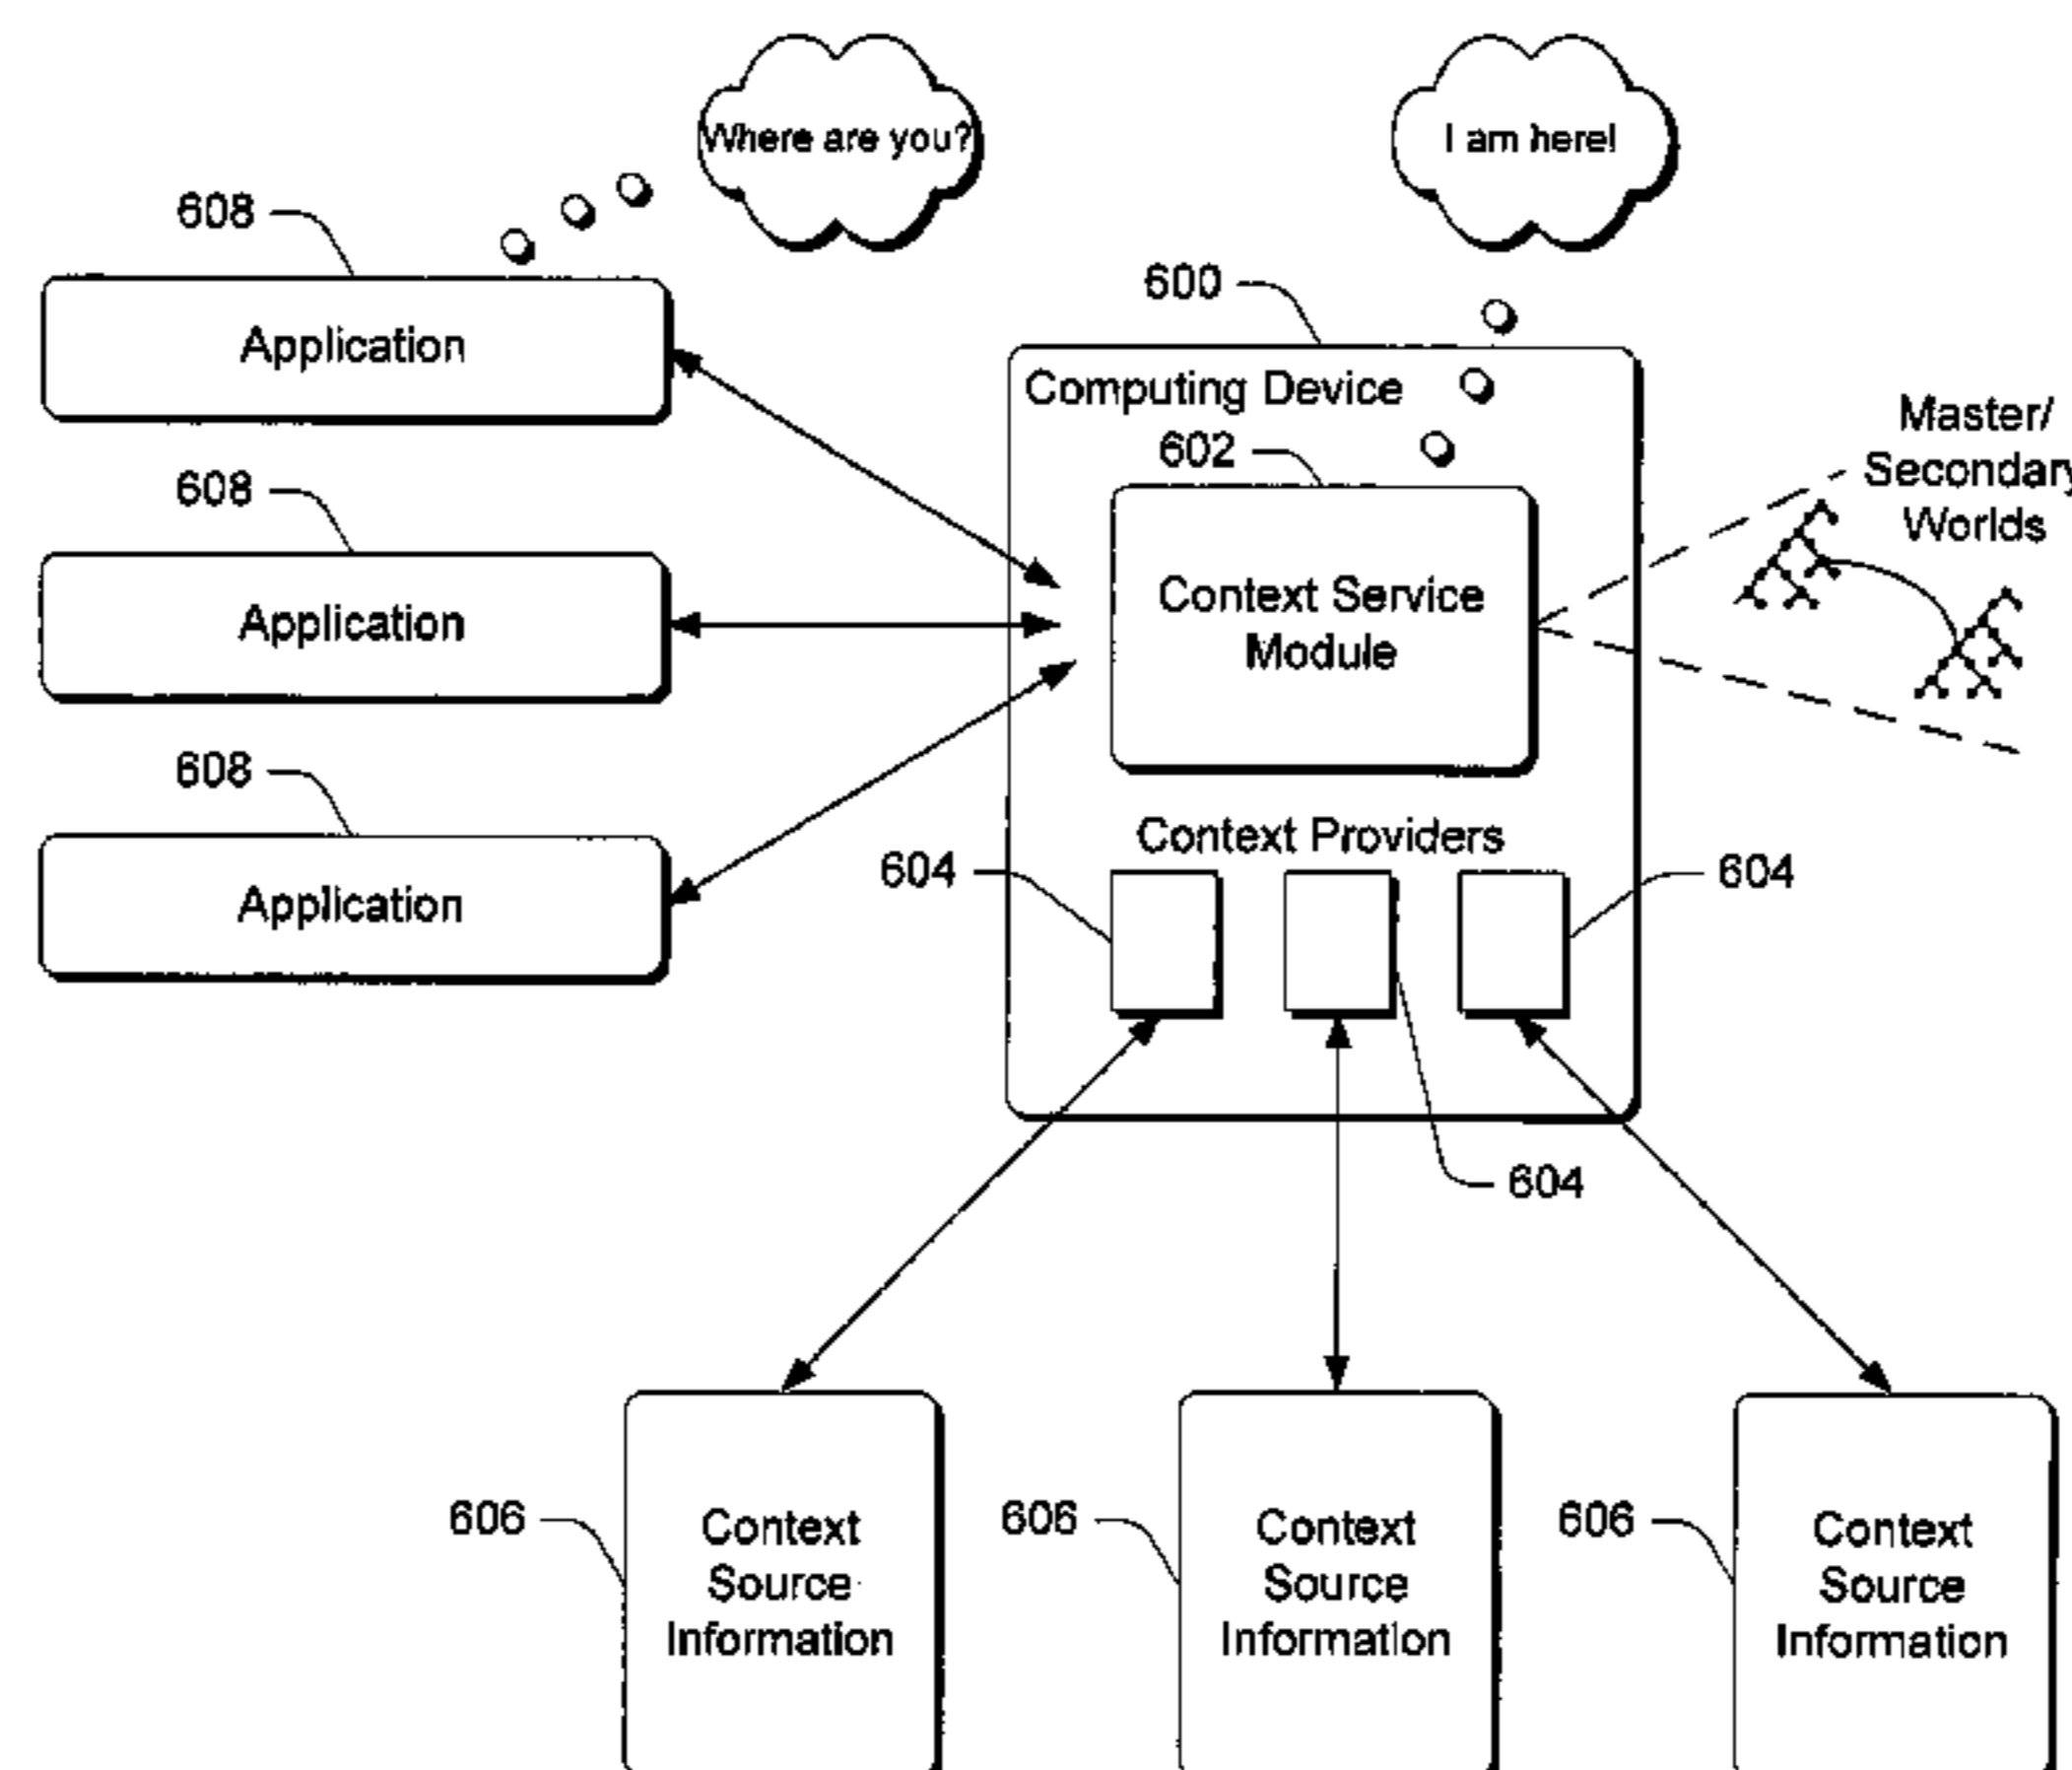 Where are you?
I am here!
608
Application
600
Computing Device
602
Master/
Secondary
Worlds
608
Application
Context Service
Module
608
Application
Context Providers
604
604
604
606
Context
Source
Information
606
Context
Source
Information
606
Context
Source
Information